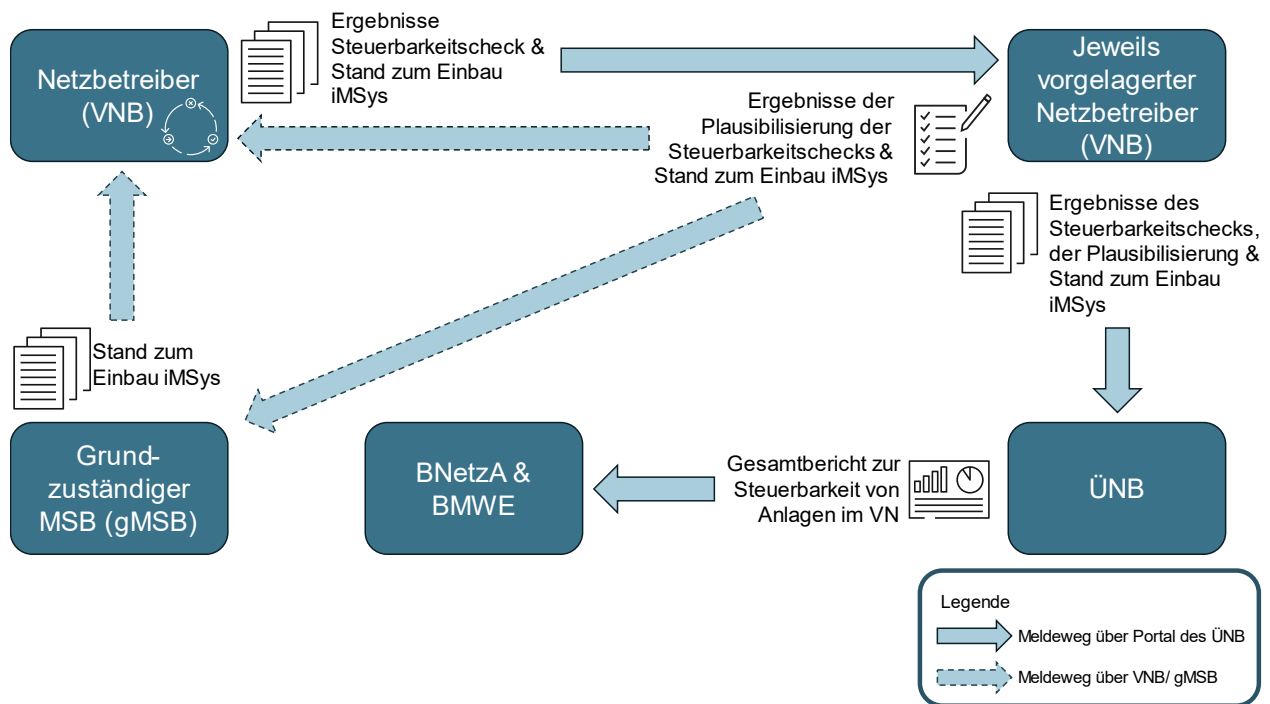 Netzbetreiber
(VNB)
Ergebnisse
Steuerbarkeitscheck &
Stand zum Einbau
iMSys
Jeweils
vorgelagerter
Netzbetreiber
(VNB)
Ergebnisse der
Plausibilisierung der
Steuerbarkeitschecks &
Stand zum Einbau iMSys
Ergebnisse des
Steuerbarkeitschecks,
der Plausibilisierung &
Stand zum Einbau
iMSys
Stand zum
Einbau iMSys
Grund-
zuständiger
MSB (gMSB)
BNetzA &
BMWE
Gesamtbericht zur
Steuerbarkeit von
Anlagen im VN
ÜNB
Legende
Meldeweg über Portal des ÜNB
Meldeweg über VNB/ gMSB